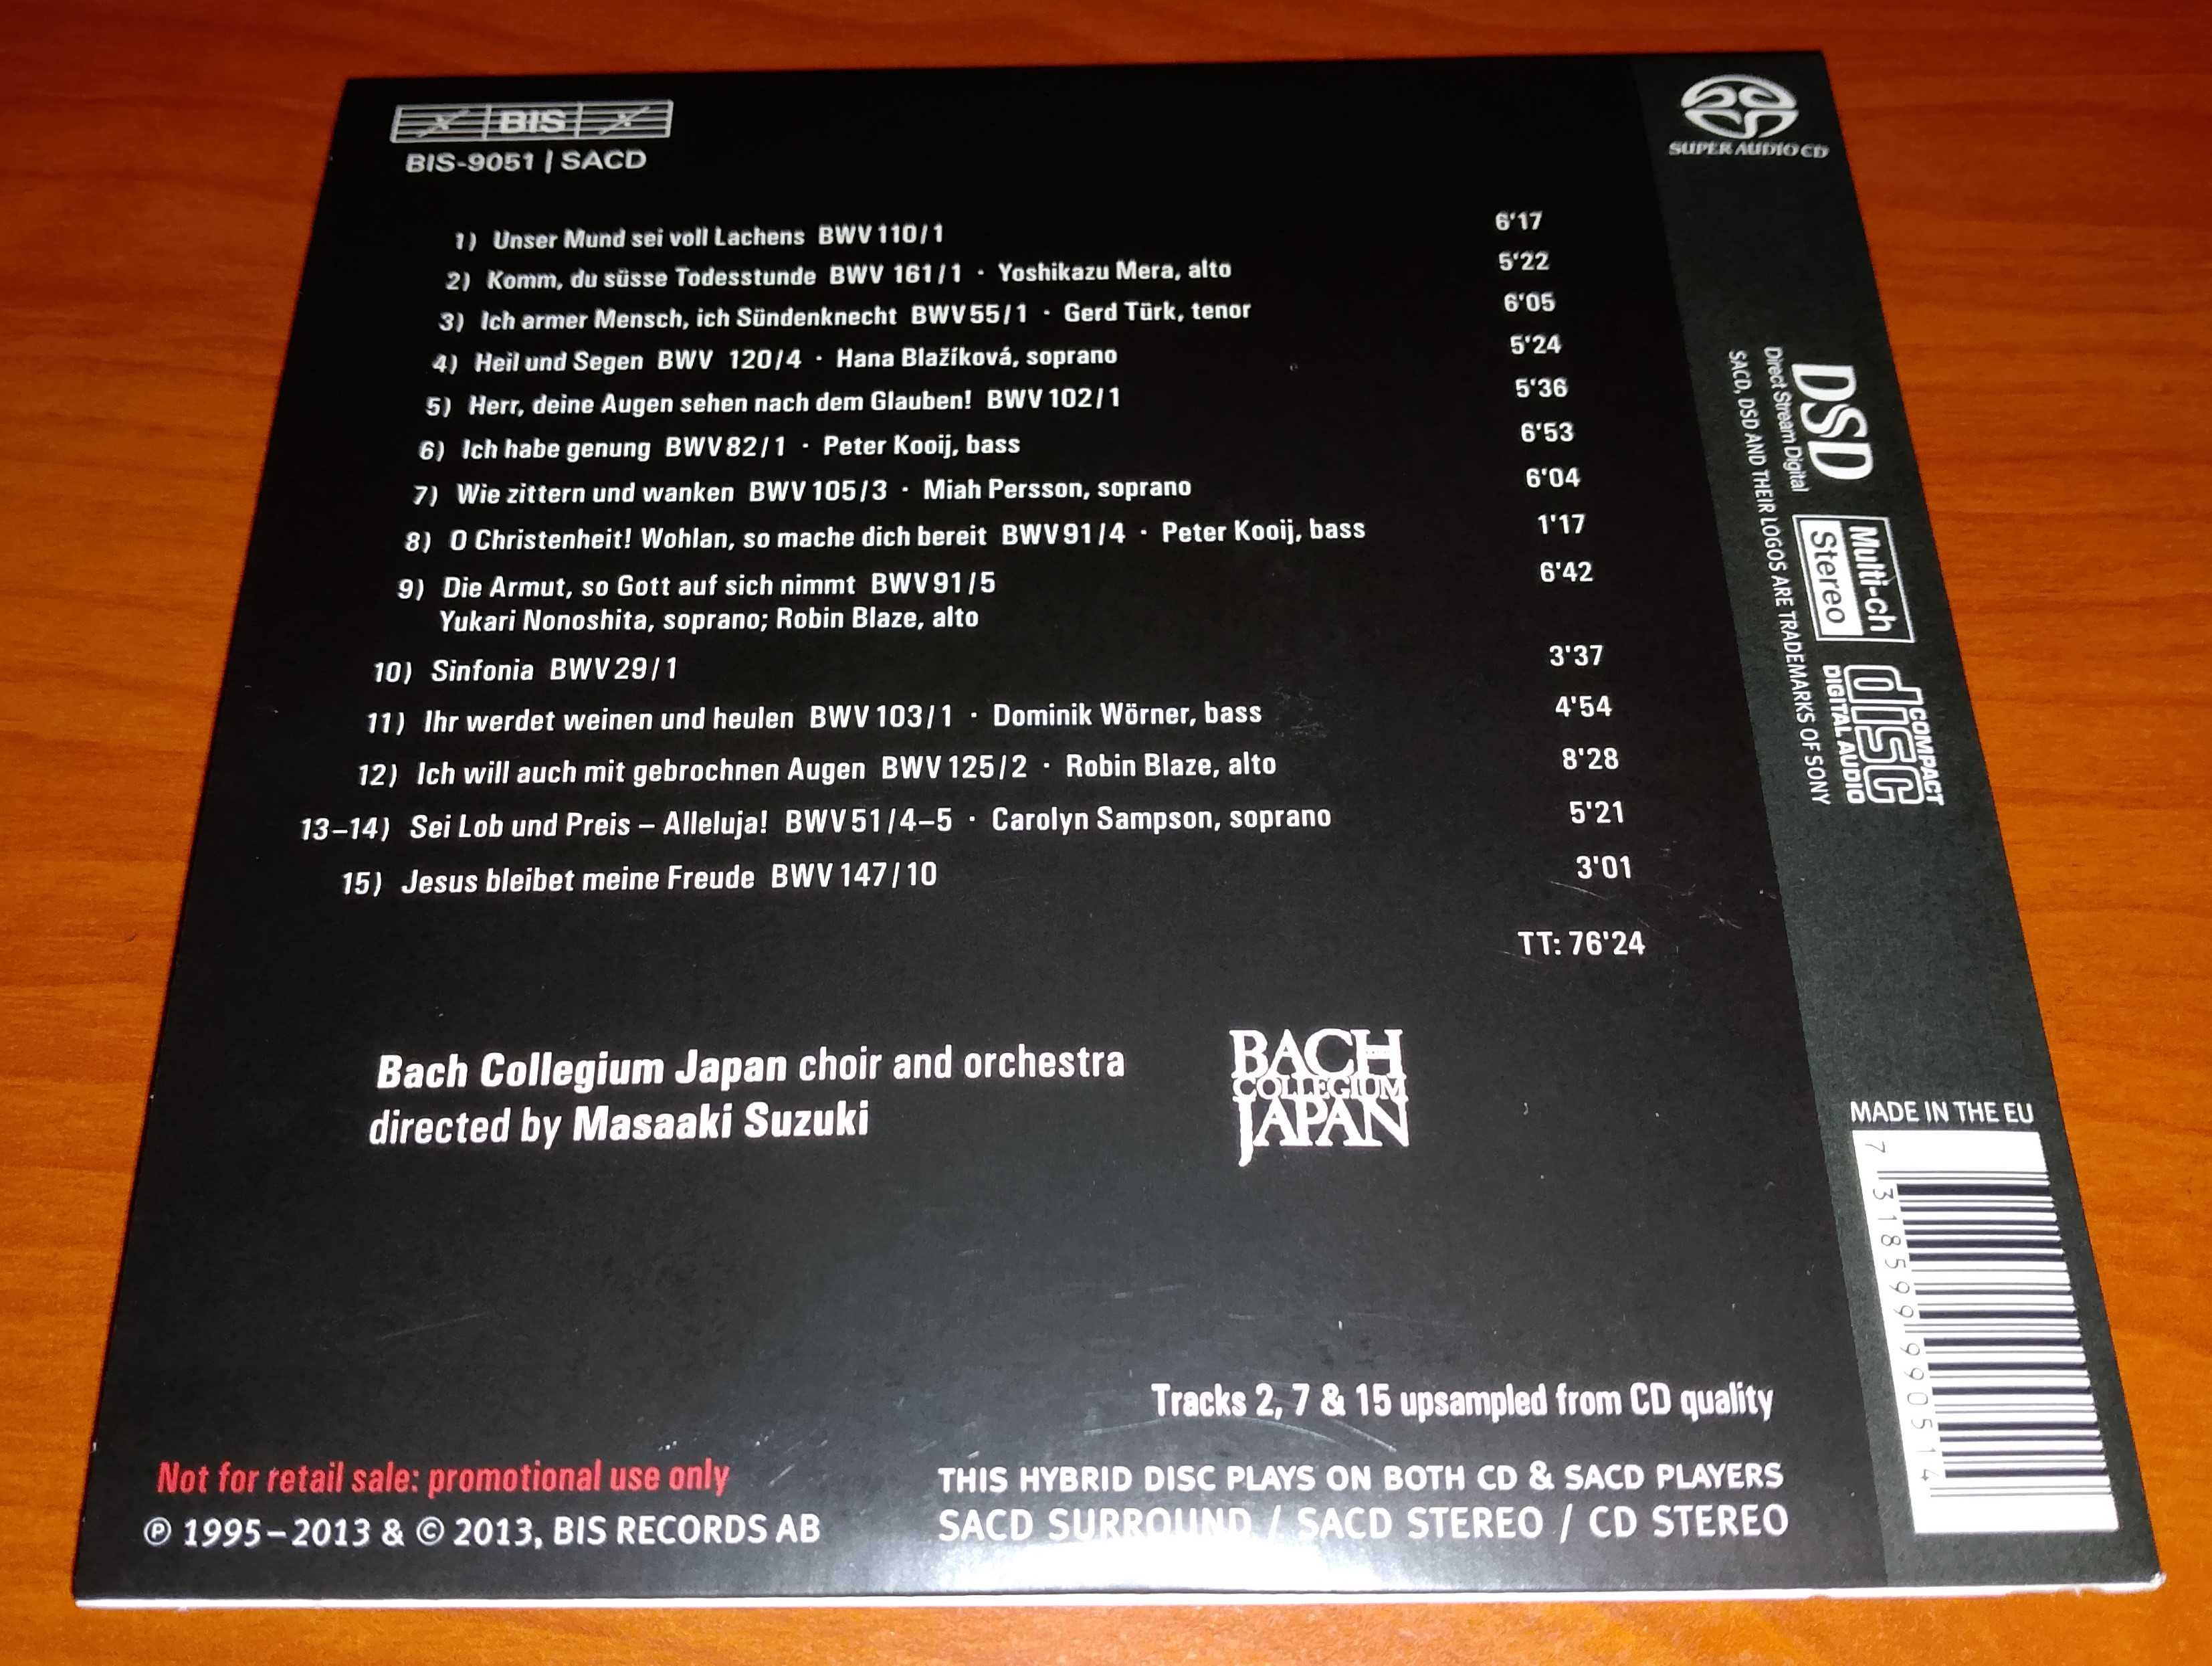 BIS
BIS-9051 | SACD
1) Unser Mund sei voll Lachens BWV 110/1 6'17
2) Komm, du süsse Todesstunde BWV 161/1 · Yoshikazu Mera, alto 5'22
3) Ich armer Mensch, ich Sündenknecht BWV 55/1 · Gerd Türk, tenor 6'05
4) Heil und Segen BWV 120/4 · Hana Blažíková, soprano 5'24
5) Herr, deine Augen sehen nach dem Glauben! BWV 102/1 5'36
6) Ich habe genung BWV 82/1 · Peter Kooij, bass 6'53
7) Wie zittern und wanken BWV 105/3 · Miah Persson, soprano 6'04
8) O Christenheit! Wohlan, so mache dich bereit BWV 91/4 · Peter Kooij, bass 1'17
9) Die Armut, so Gott auf sich nimmt BWV 91/5 6'42
Yukari Nonoshita, soprano; Robin Blaze, alto
10) Sinfonia BWV 29/1 3'37
11) Ihr werdet weinen und heulen BWV 103/1 · Dominik Wörner, bass 4'54
12) Ich will auch mit gebrochnen Augen BWV 125/2 · Robin Blaze, alto 8'28
13–14) Sei Lob und Preis – Alleluja! BWV 51/4–5 · Carolyn Sampson, soprano 5'21
15) Jesus bleibet meine Freude BWV 147/10 3'01
TT: 76'24
Bach Collegium Japan choir and orchestra
directed by Masaaki Suzuki
BACH
COLLEGIUM
JAPAN
Tracks 2, 7 & 15 upsampled from CD quality
Not for retail sale: promotional use only
℗ 1995–2013 & © 2013, BIS RECORDS AB
THIS HYBRID DISC PLAYS ON BOTH CD & SACD PLAYERS
SACD SURROUND / SACD STEREO / CD STEREO
SUPER AUDIO CD
DSD
Direct Stream Digital
SACD, DSD AND THEIR LOGOS ARE TRADEMARKS OF SONY
Multi-ch
Stereo
COMPACT
disc
DIGITAL AUDIO
MADE IN THE EU
7 318599 990514